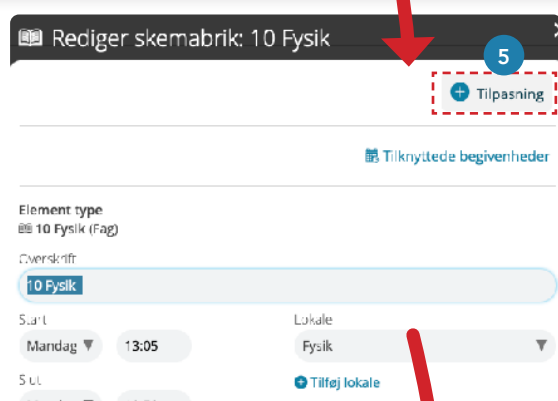 Rediger skemabrik: 10 Fysik
5
Tilpasning
Tilknyttede begivenheder
Element type
10 Fysik (Fag)
Overskrift
10 Fysik
Start
Lokale
Mandag 13:05
Fysik
Slut
Tilføj lokale